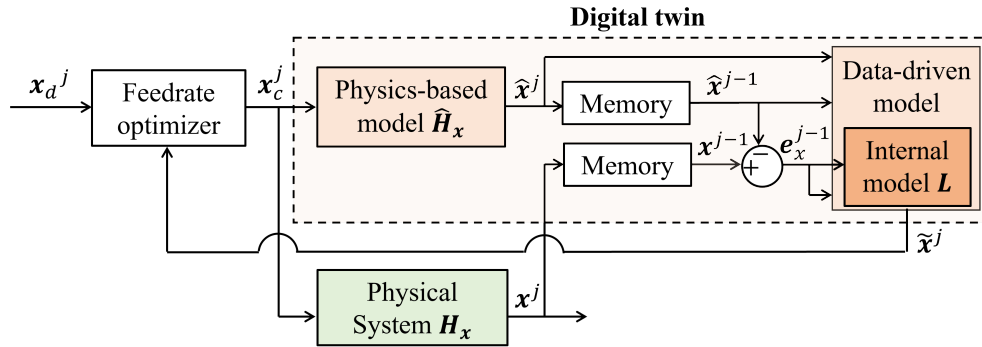 Digital twin
𝒙_d^j
Feedrate
optimizer
𝒙_c^j
Physics-based
model Ĥ_𝒙
x̂^j
Memory
x̂^{j−1}
Data-driven
model
Memory
𝒙^{j−1}
−
+
𝒆_x^{j−1}
Internal
model 𝑳
x̃^j
Physical
System 𝑯_𝒙
𝒙^j